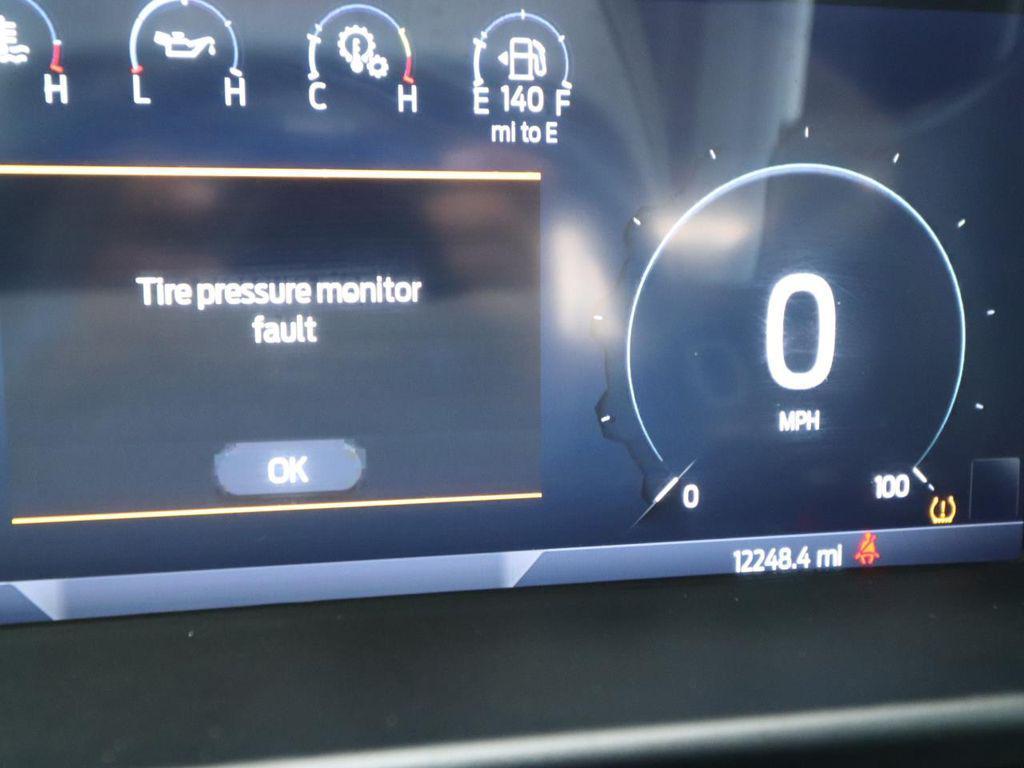 H
L H
C H
E 140 F
mi to E
Tire pressure monitor
fault
OK
0
MPH
0
100
12248.4 mi